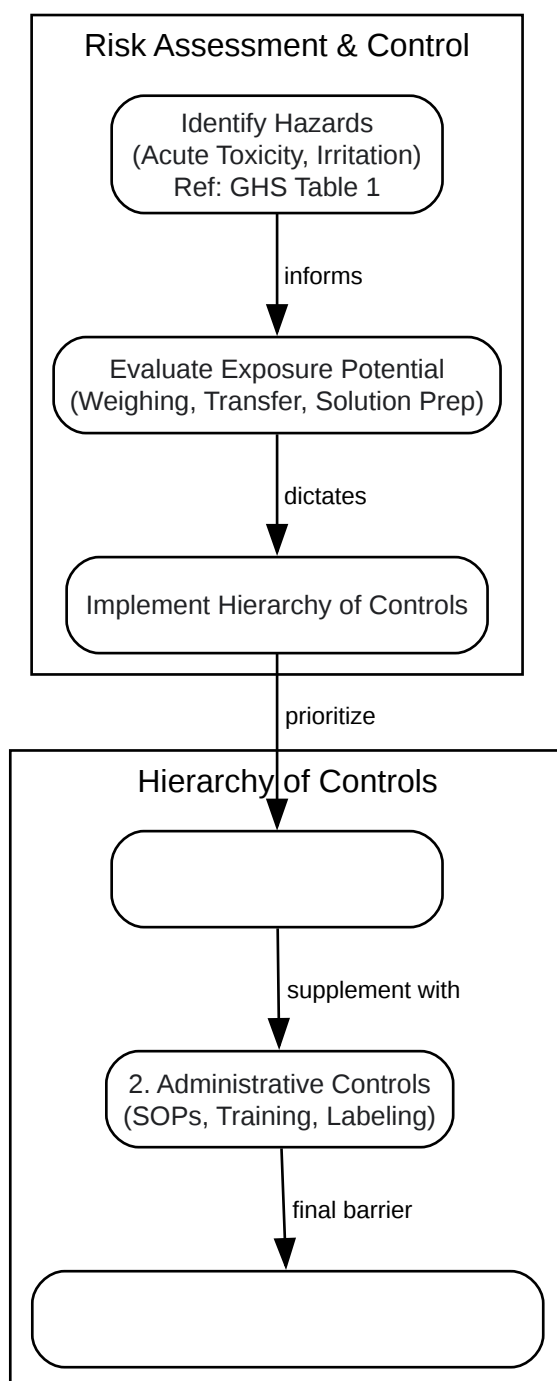 Risk Assessment & Control
Identify Hazards
(Acute Toxicity, Irritation)
Ref: GHS Table 1
informs
Evaluate Exposure Potential
(Weighing, Transfer, Solution Prep)
dictates
Implement Hierarchy of Controls
prioritize
Hierarchy of Controls
supplement with
2. Administrative Controls
(SOPs, Training, Labeling)
final barrier